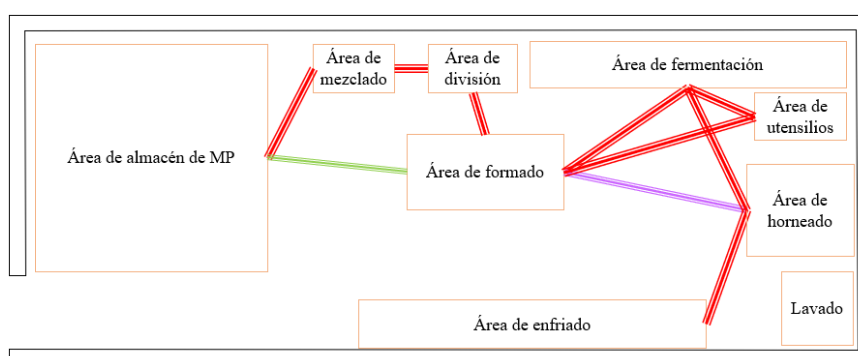 Área de almacén de MP
Área de
mezclado
Área de
división
Área de fermentación
Área de
utensilios
Área de formado
Área de
horneado
Lavado
Área de enfriado